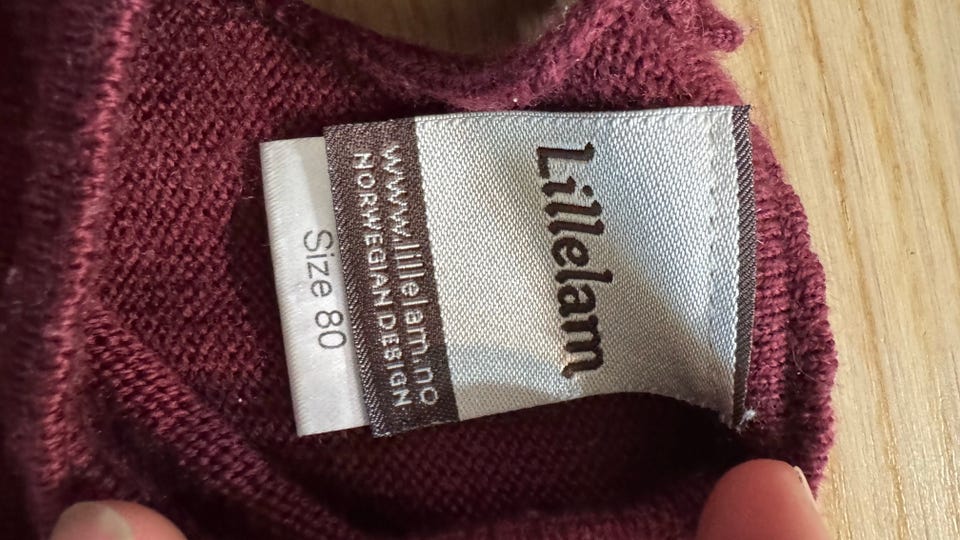 Lillelam
www.lillelam.no
NORWEGIAN DESIGN
Size 80